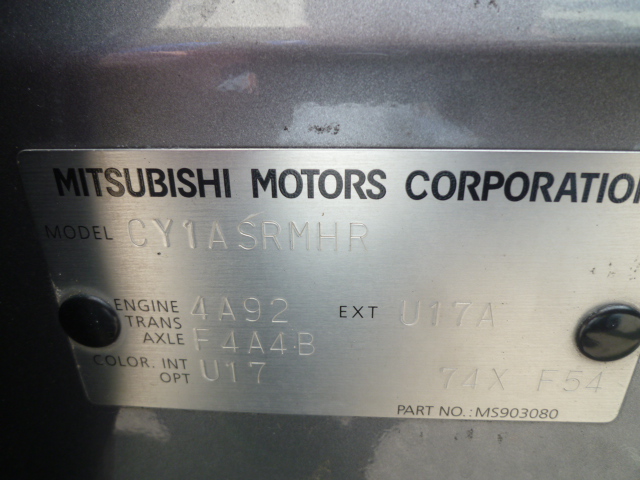 MITSUBISHI MOTORS CORPORATION
MODEL CY1ASRMHR
ENGINE 4A92 EXT U17A
TRANS AXLE F4A4B
COLOR. INT U17
OPT 74X F54
PART NO.: MS903080